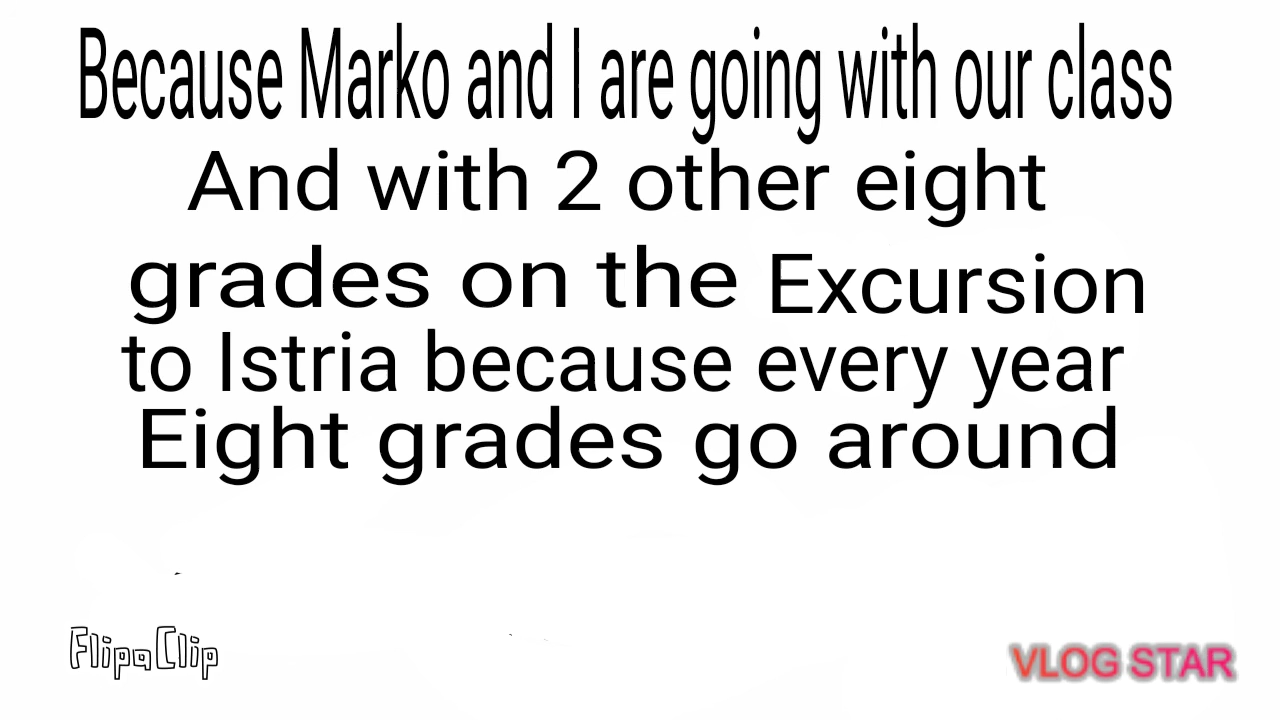 Because Marko and I are going with our class
And with 2 other eight
grades on the Excursion
to Istria because every year
Eight grades go around
FlipaClip
VLOG STAR